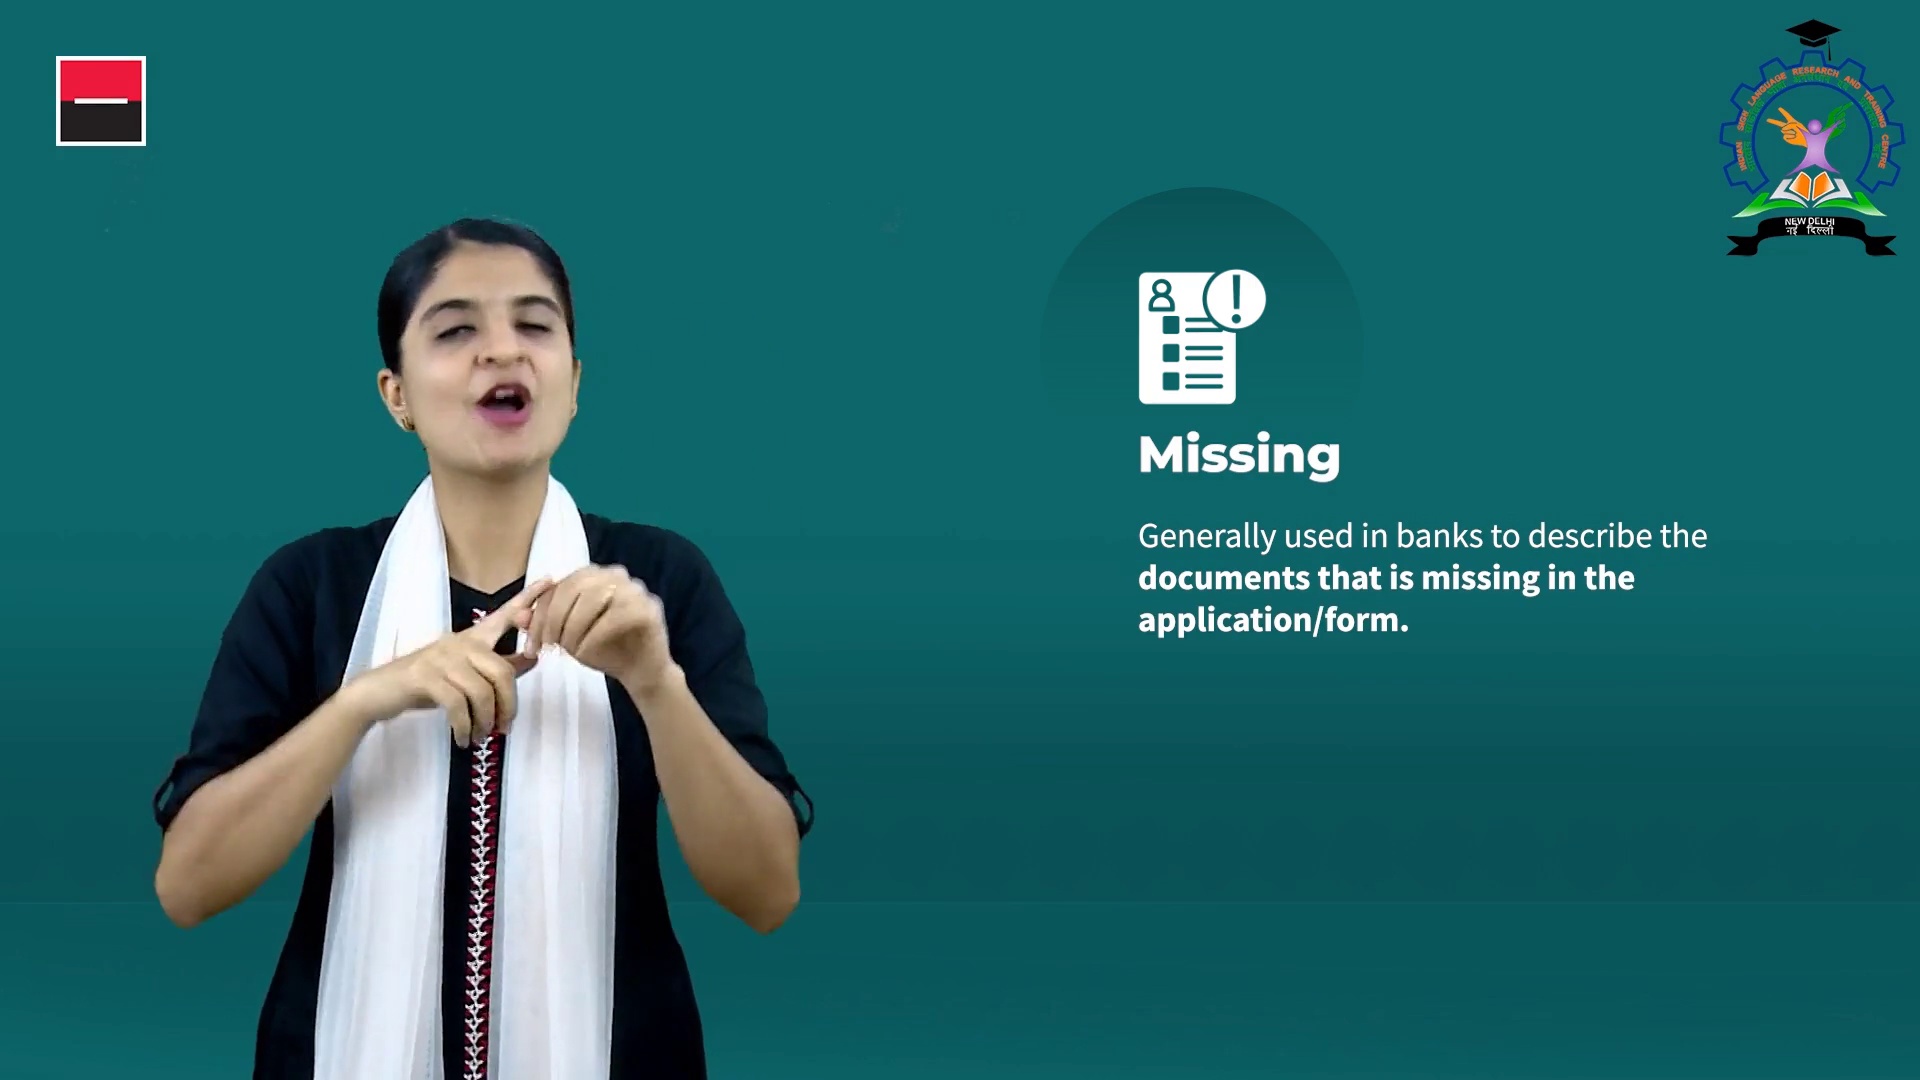 INDIAN SIGN LANGUAGE RESEARCH AND TRAINING CENTRE
NEW DELHI
नई दिल्ली
Missing
Generally used in banks to describe the
documents that is missing in the
application/form.